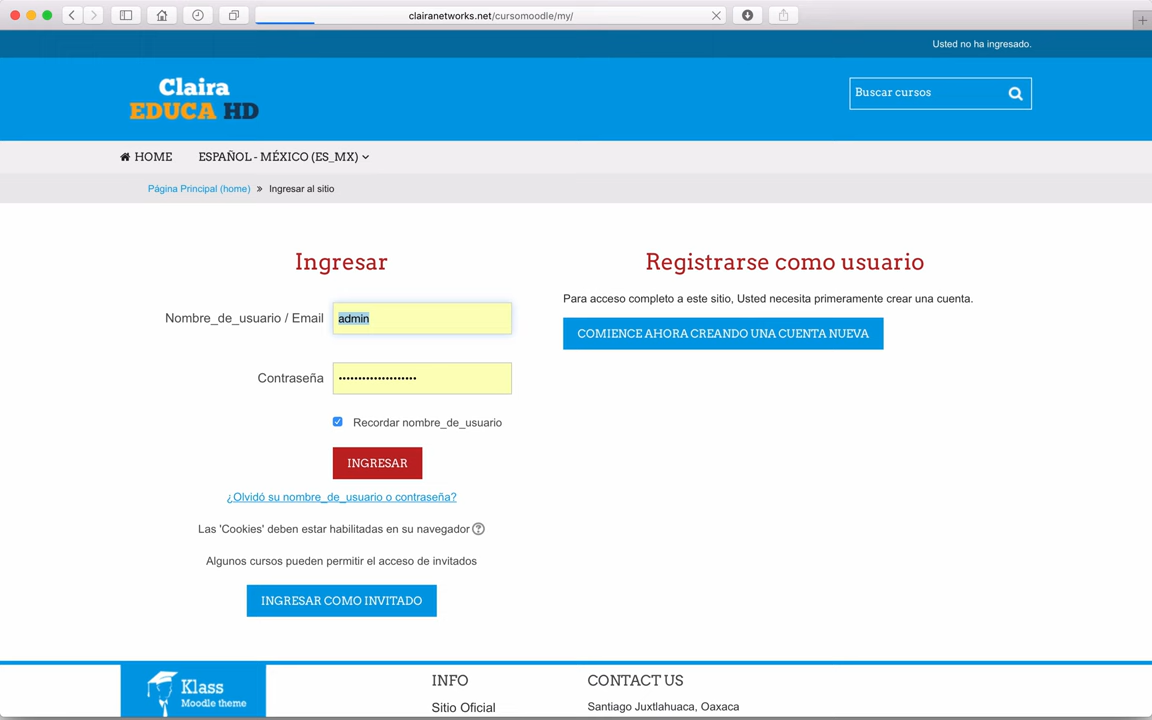 clairanetworks.net/cursomoodle/my/
Usted no ha ingresado.
Claira
EDUCA HD
Buscar cursos
HOME
ESPAÑOL - MÉXICO (ES_MX)
Página Principal (home) » Ingresar al sitio
Ingresar
Nombre_de_usuario / Email
admin
Contraseña
•••••••••••••••••••
Recordar nombre_de_usuario
INGRESAR
¿Olvidó su nombre_de_usuario o contraseña?
Las 'Cookies' deben estar habilitadas en su navegador
Algunos cursos pueden permitir el acceso de invitados
INGRESAR COMO INVITADO
Registrarse como usuario
Para acceso completo a este sitio, Usted necesita primeramente crear una cuenta.
COMIENCE AHORA CREANDO UNA CUENTA NUEVA
Klass
Moodle theme
INFO
Sitio Oficial
CONTACT US
Santiago Juxtlahuaca, Oaxaca